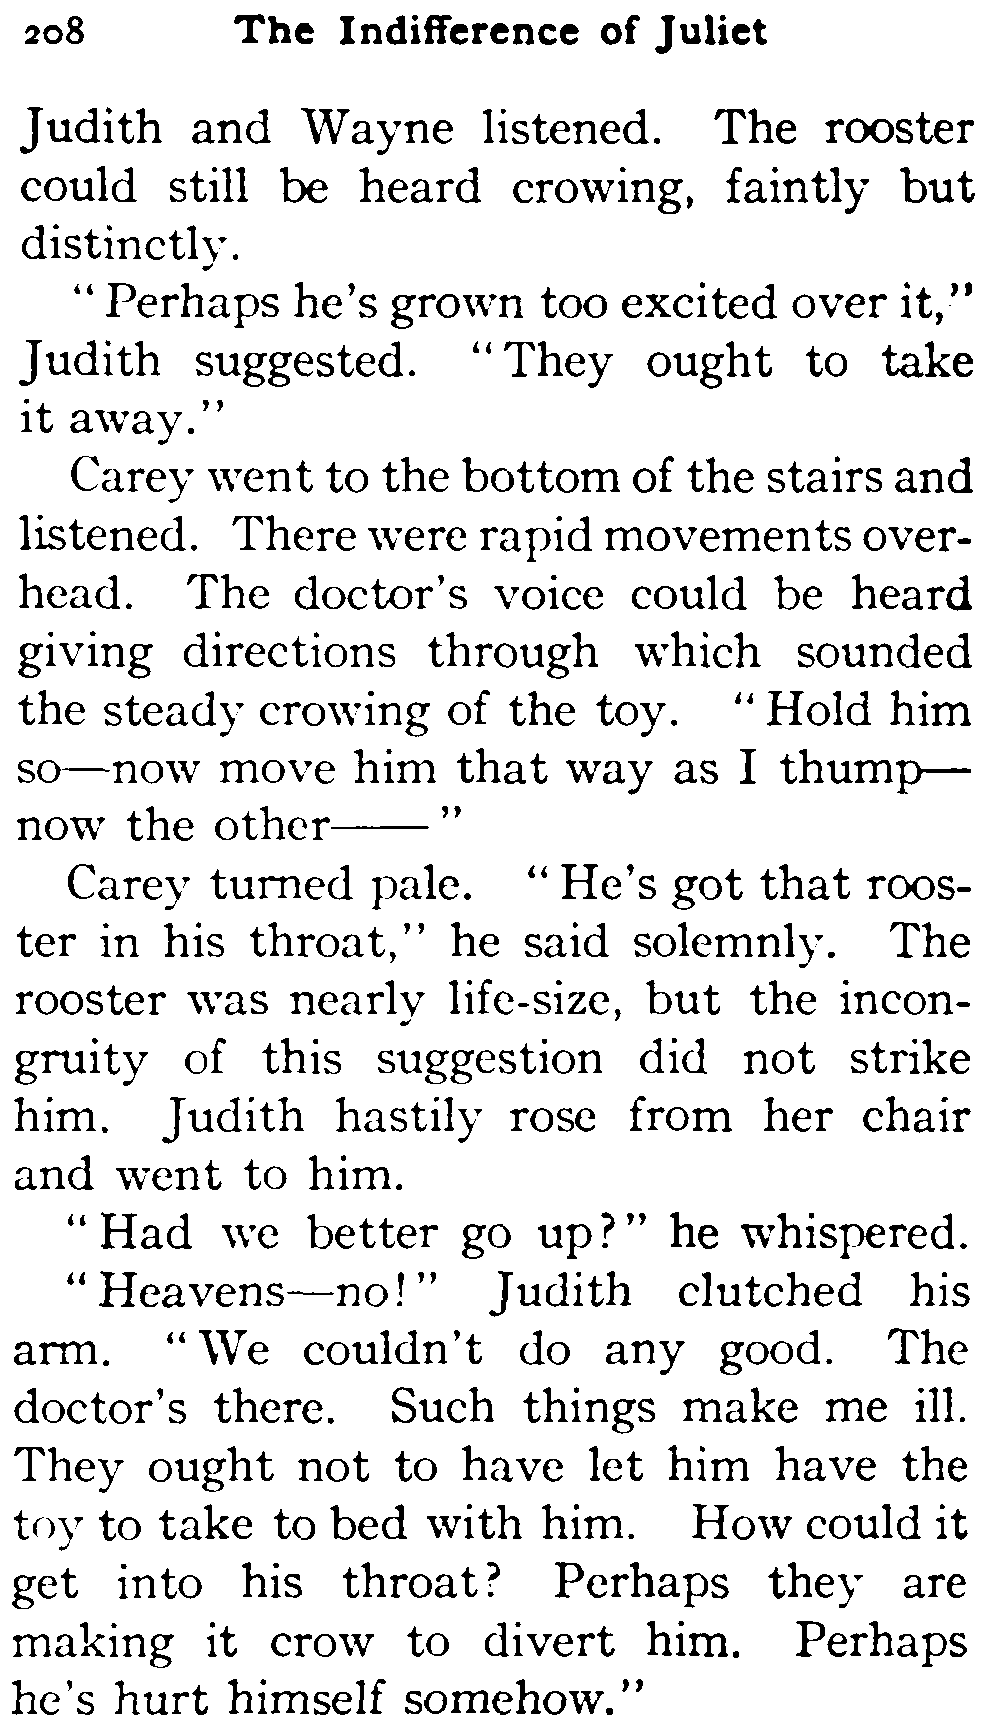 208 The Indifference of Juliet
Judith and Wayne listened. The rooster
could still be heard crowing, faintly but
distinctly.
"Perhaps he's grown too excited over it,"
Judith suggested. "They ought to take
it away."
Carey went to the bottom of the stairs and
listened. There were rapid movements over-
head. The doctor's voice could be heard
giving directions through which sounded
the steady crowing of the toy. "Hold him
so—now move him that way as I thump—
now the other——"
Carey turned pale. "He's got that roos-
ter in his throat," he said solemnly. The
rooster was nearly life-size, but the incon-
gruity of this suggestion did not strike
him. Judith hastily rose from her chair
and went to him.
"Had we better go up?" he whispered.
"Heavens—no!" Judith clutched his
arm. "We couldn't do any good. The
doctor's there. Such things make me ill.
They ought not to have let him have the
toy to take to bed with him. How could it
get into his throat? Perhaps they are
making it crow to divert him. Perhaps
he's hurt himself somehow."